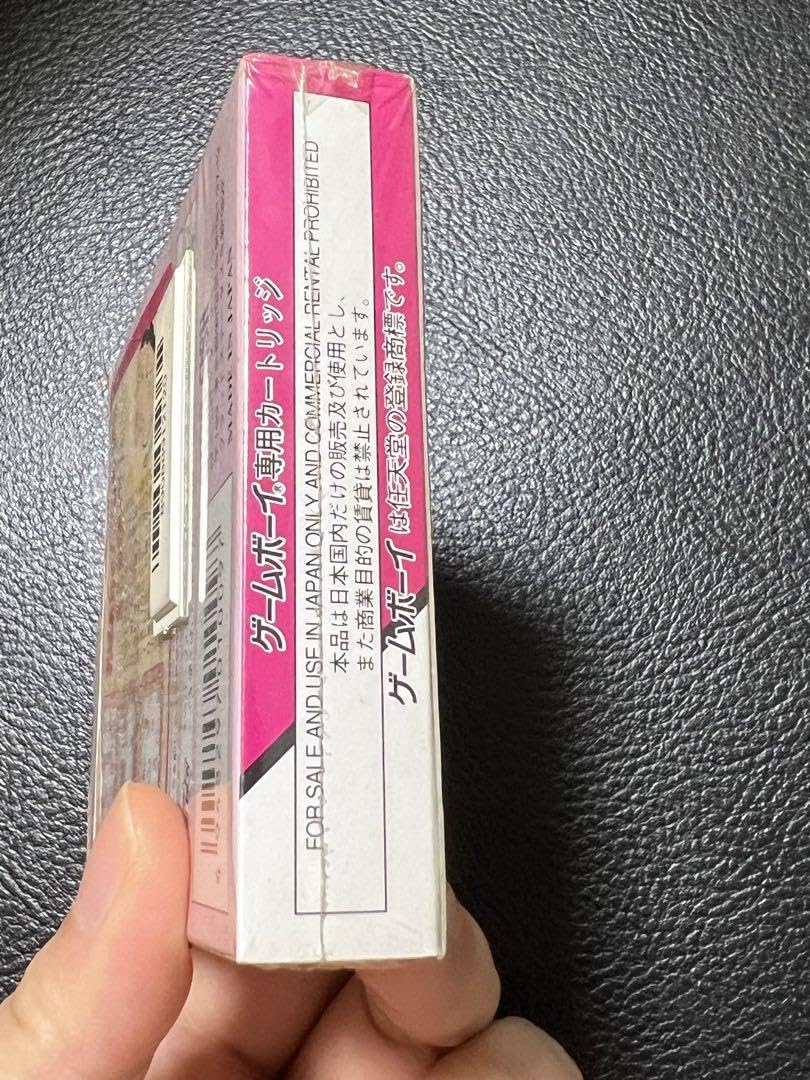 ゲームボーイ®専用カートリッジ
FOR SALE AND USE IN JAPAN ONLY AND COMMERCIAL RENTAL PROHIBITED
本品は日本国内だけの販売及び使用とし、
また商業目的の賃貸は禁止されています。
ゲームボーイは任天堂の登録商標です。
MADE IN JAPAN